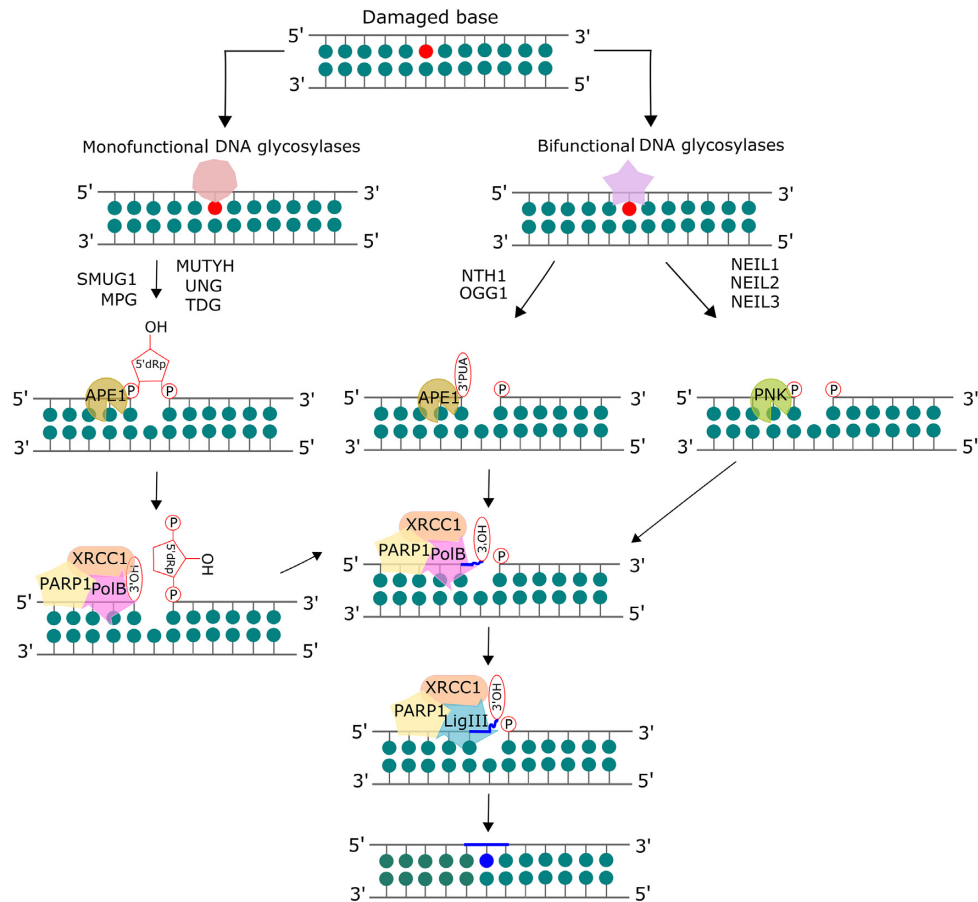 Damaged base
5' 3'
3' 5'
Monofunctional DNA glycosylases
Bifunctional DNA glycosylases
5' 3'
3' 5'
5' 3'
3' 5'
SMUG1
MPG
MUTYH
UNG
TDG
NTH1
OGG1
NEIL1
NEIL2
NEIL3
OH
5'dRp
APE1
P P
5' 3'
3' 5'
3'PUA
APE1
P
5' 3'
3' 5'
PNK
P P
5' 3'
3' 5'
XRCC1
PARP1
PolB
3'OH
P
5'dRp
OH
P
5' 3'
3' 5'
XRCC1
PARP1
PolB
3'OH
P
5' 3'
3' 5'
XRCC1
PARP1
LigIII
3'OH
P
5' 3'
3' 5'
5' 3'
3' 5'